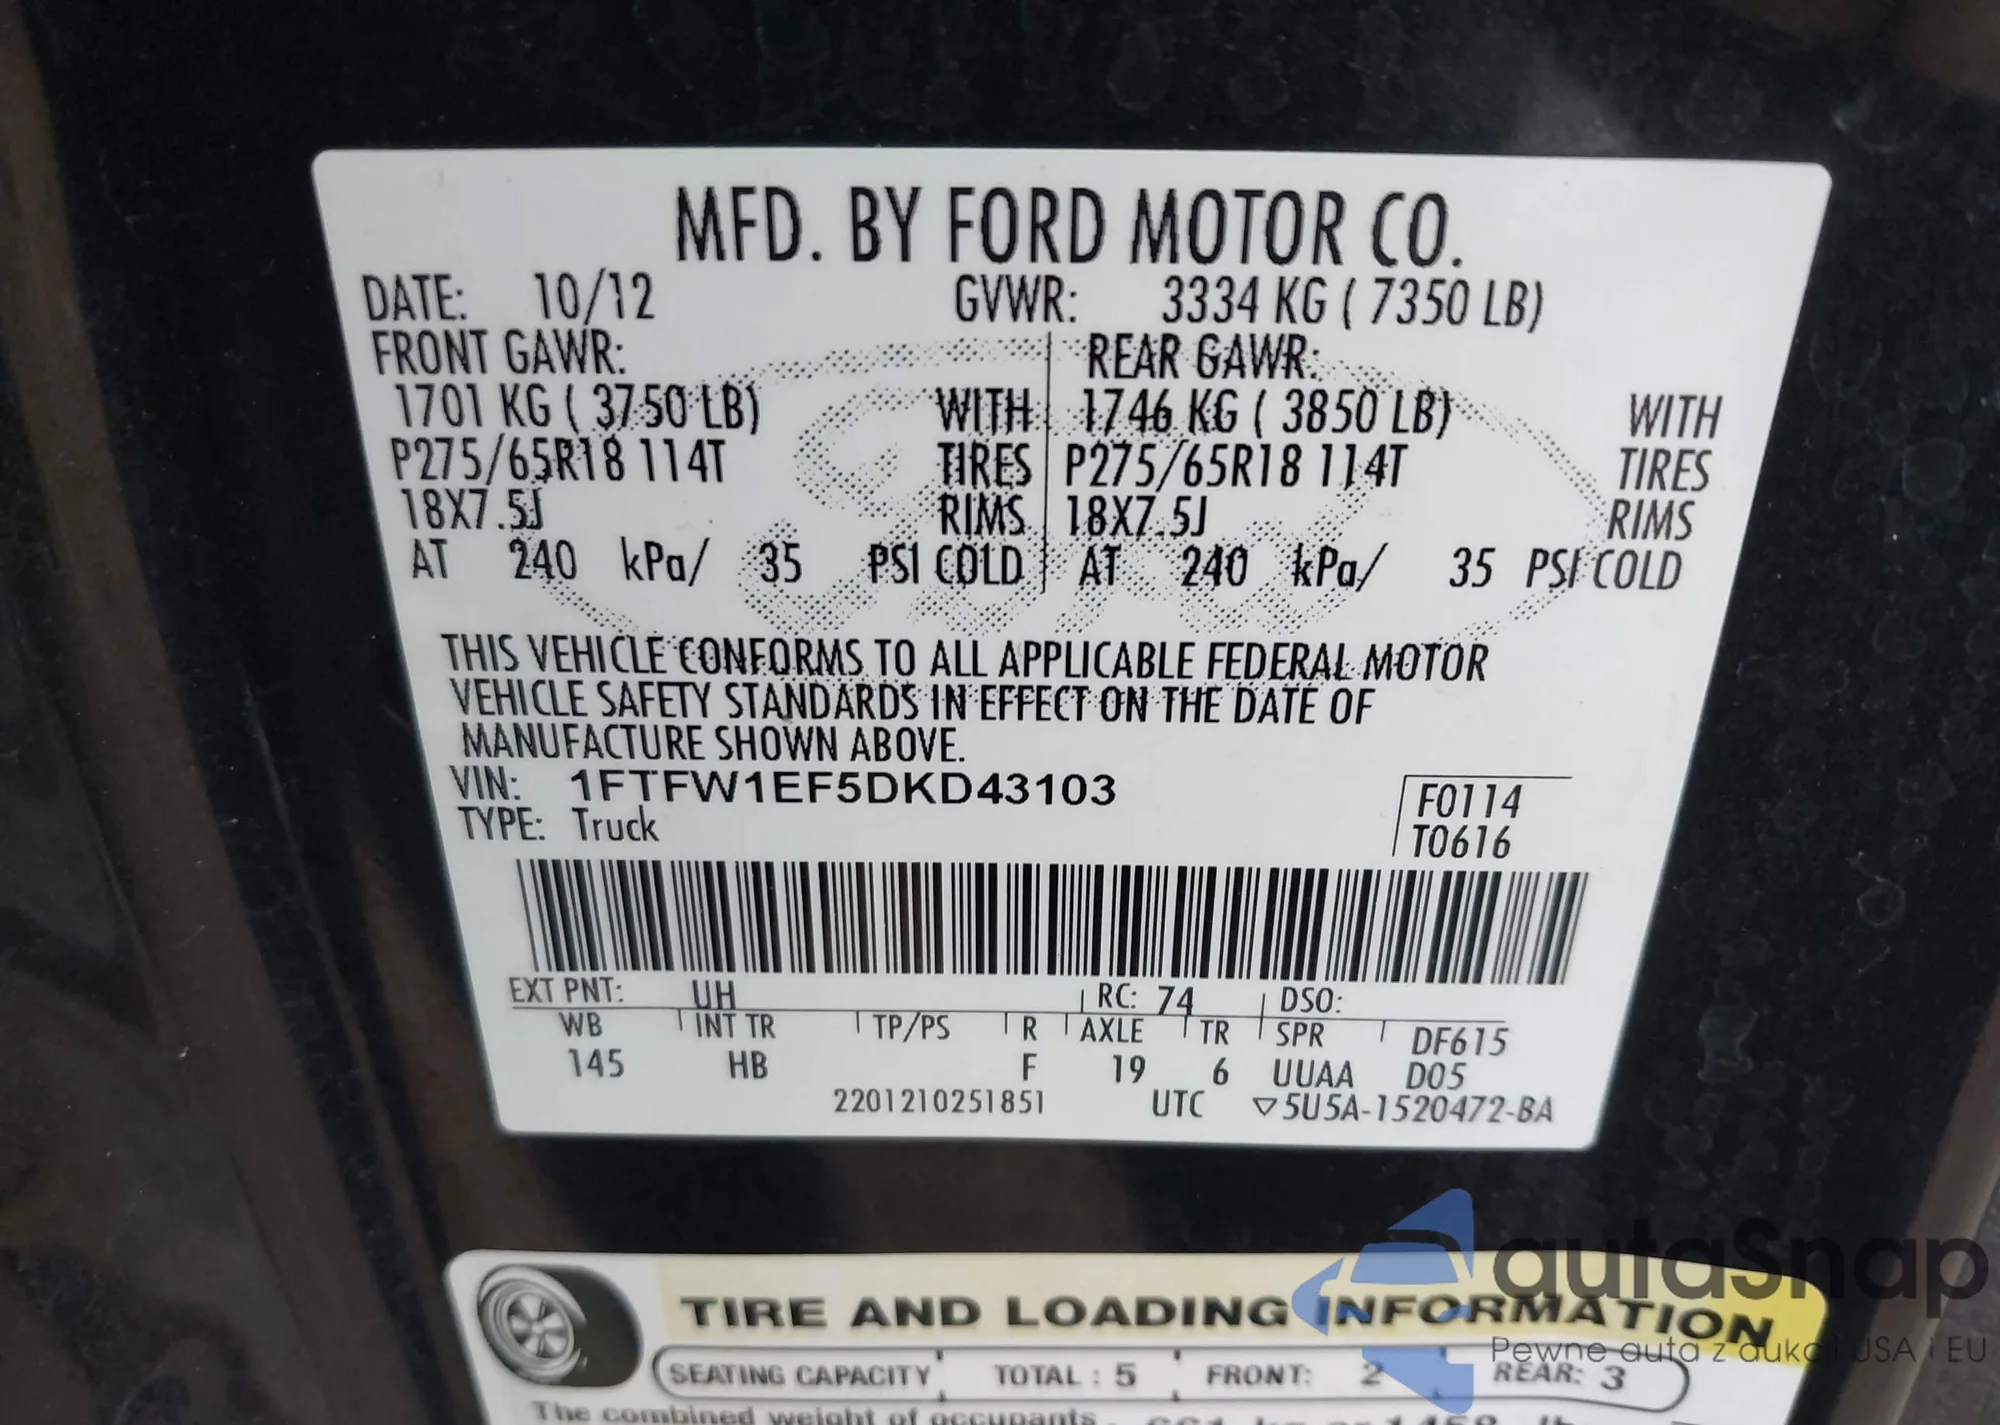 MFD. BY FORD MOTOR CO.
DATE: 10/12 GVWR: 3334 KG ( 7350 LB)
FRONT GAWR: REAR GAWR:
1701 KG ( 3750 LB) WITH 1746 KG ( 3850 LB) WITH
P275/65R18 114T TIRES P275/65R18 114T TIRES
18X7.5J RIMS 18X7.5J RIMS
AT 240 kPa/ 35 PSI COLD AT 240 kPa/ 35 PSI COLD
THIS VEHICLE CONFORMS TO ALL APPLICABLE FEDERAL MOTOR
VEHICLE SAFETY STANDARDS IN EFFECT ON THE DATE OF
MANUFACTURE SHOWN ABOVE.
VIN: 1FTFW1EF5DKD43103 F0114
TYPE: Truck T0616
EXT PNT: UH RC: 74 DSO:
WB INT TR TP/PS R AXLE TR SPR DF615
145 HB F 19 6 UUAA D05
2201210251851 UTC ▽5U5A-1520472-BA
autaSnap
TIRE AND LOADING INFORMATION
Pewne auta z aukcji USA i EU
SEATING CAPACITY TOTAL : 5 FRONT: 2 REAR: 3
The combined weight of occupants